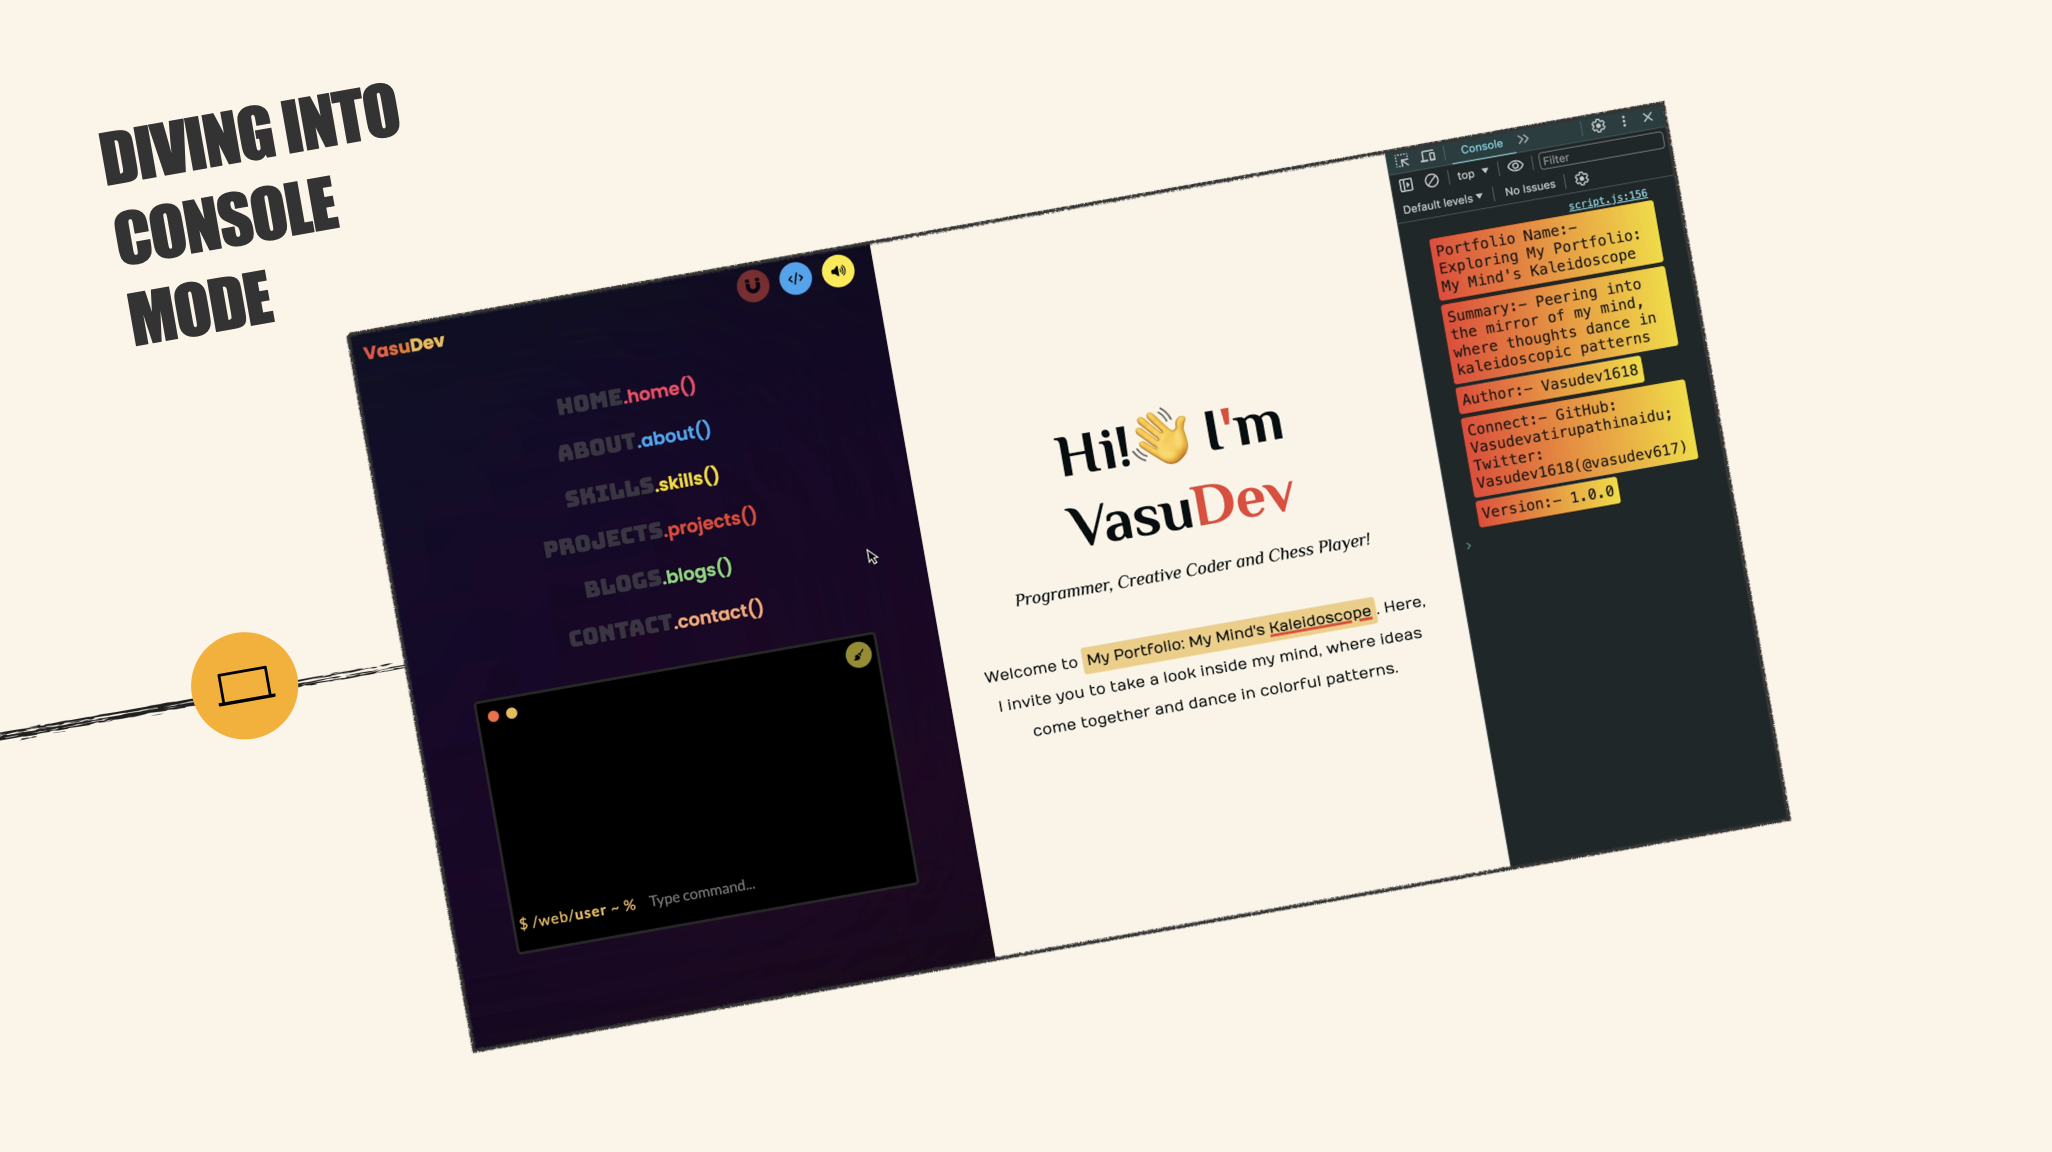 DIVING INTO
CONSOLE
MODE
VasuDev
HOME.home()
ABOUT.about()
SKILLS.skills()
PROJECTS.projects()
BLOGS.blogs()
CONTACT.contact()
$ /web/user ~ % Type command...
Hi!👋 I'm
VasuDev
Programmer, Creative Coder and Chess Player!
Welcome to My Portfolio: My Mind's Kaleidoscope . Here,
I invite you to take a look inside my mind, where ideas
come together and dance in colorful patterns.
Console
top
Filter
Default levels
No Issues
script.js:156
Portfolio Name:–
Exploring My Portfolio:
My Mind's Kaleidoscope
Summary:– Peering into
the mirror of my mind,
where thoughts dance in
kaleidoscopic patterns
Author:– Vasudev1618
Connect:– GitHub:
Vasudevatirupathinaidu;
Twitter:
Vasudev1618(@vasudev617)
Version:– 1.0.0